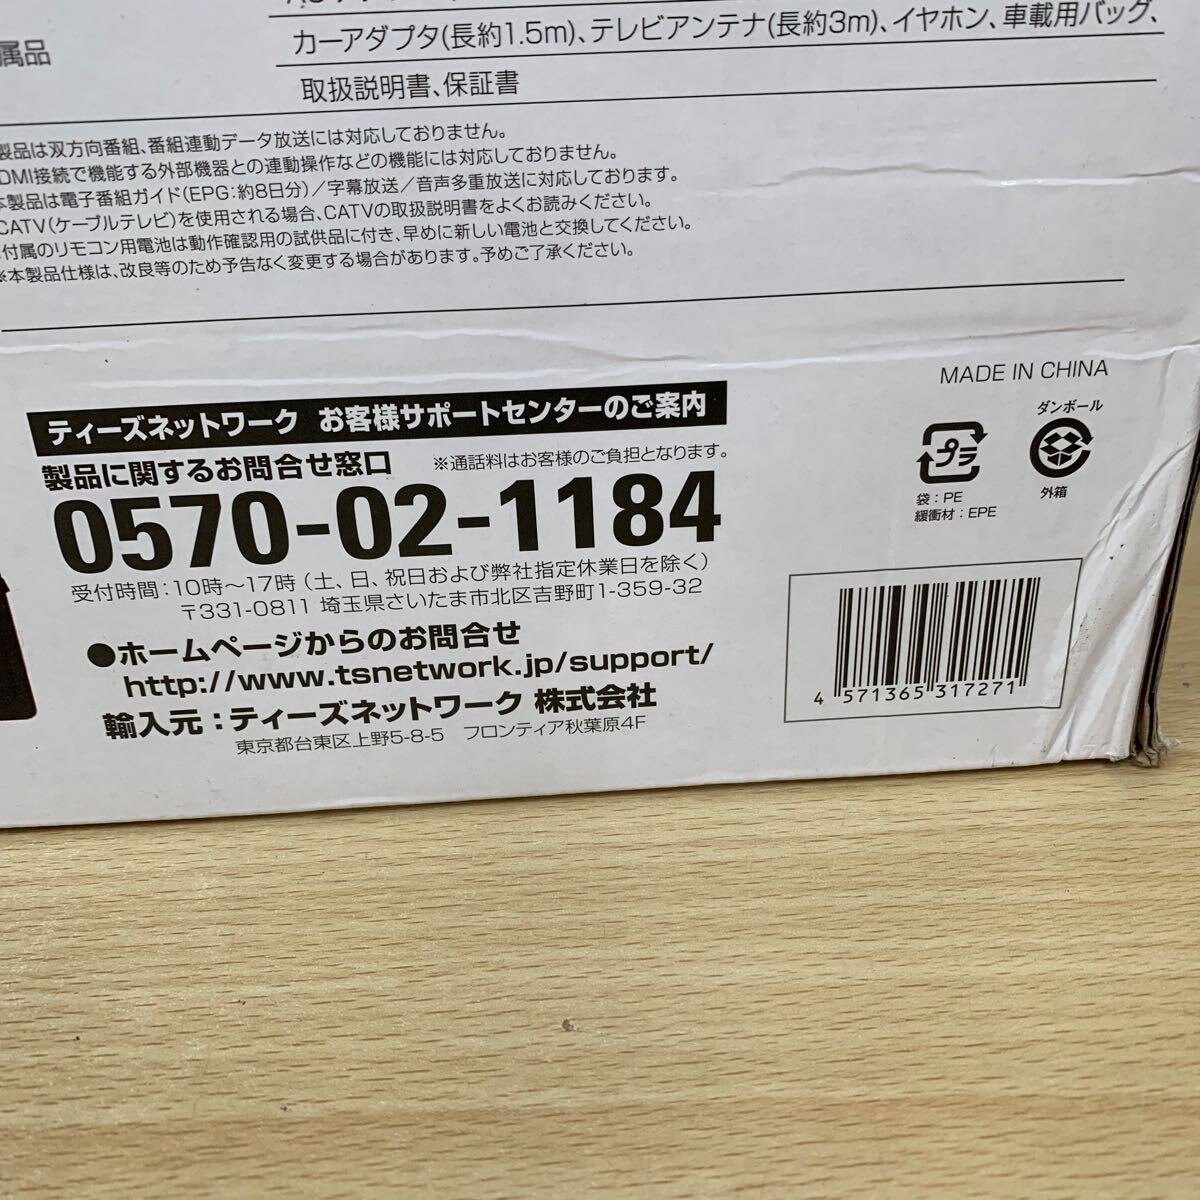 属品
カーアダプタ(長約1.5m)、テレビアンテナ(長約3m)、イヤホン、車載用バッグ、
取扱説明書、保証書
製品は双方向番組、番組連動データ放送には対応しておりません。
DMI接続で機能する外部機器との連動操作などの機能には対応しておりません。
本製品は電子番組ガイド(EPG:約8日分)/字幕放送/音声多重放送に対応しております。
CATV(ケーブルテレビ)を使用される場合、CATVの取扱説明書をよくお読みください。
付属のリモコン用電池は動作確認用の試供品に付き、早めに新しい電池と交換してください。
※本製品仕様は、改良等のため予告なく変更する場合があります。予めご了承ください。
MADE IN CHINA
ティーズネットワーク お客様サポートセンターのご案内
製品に関するお問合せ窓口 ※通話料はお客様のご負担となります。
0570-02-1184
受付時間:10時〜17時(土、日、祝日および弊社指定休業日を除く)
〒331-0811 埼玉県さいたま市北区吉野町1-359-32
●ホームページからのお問合せ
http://www.tsnetwork.jp/support/
輸入元:ティーズネットワーク 株式会社
東京都台東区上野5-8-5 フロンティア秋葉原4F
プラ
袋:PE
緩衝材:EPE
ダンボール
外箱
4 571365 317271